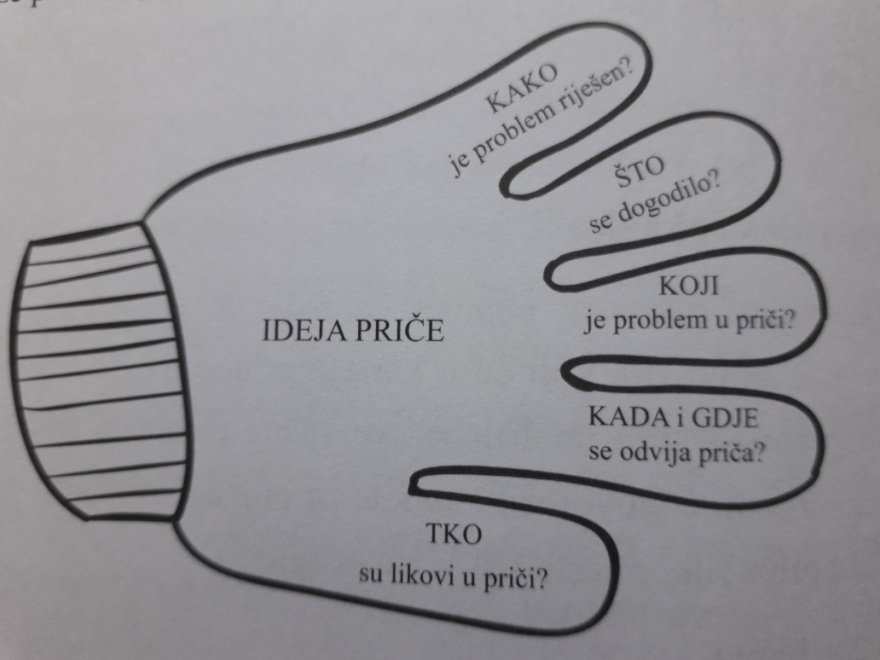 KAKO
je problem riješen?
ŠTO
se dogodilo?
KOJI
je problem u priči?
IDEJA PRIČE
KADA i GDJE
se odvija priča?
TKO
su likovi u priči?